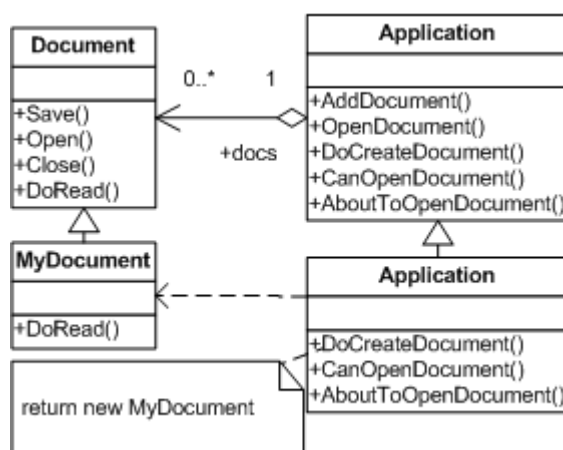 Document
+Save()
+Open()
+Close()
+DoRead()
0..* 1
+docs
Application
+AddDocument()
+OpenDocument()
+DoCreateDocument()
+CanOpenDocument()
+AboutToOpenDocument()
MyDocument
+DoRead()
Application
+DoCreateDocument()
+CanOpenDocument()
+AboutToOpenDocument()
return new MyDocument